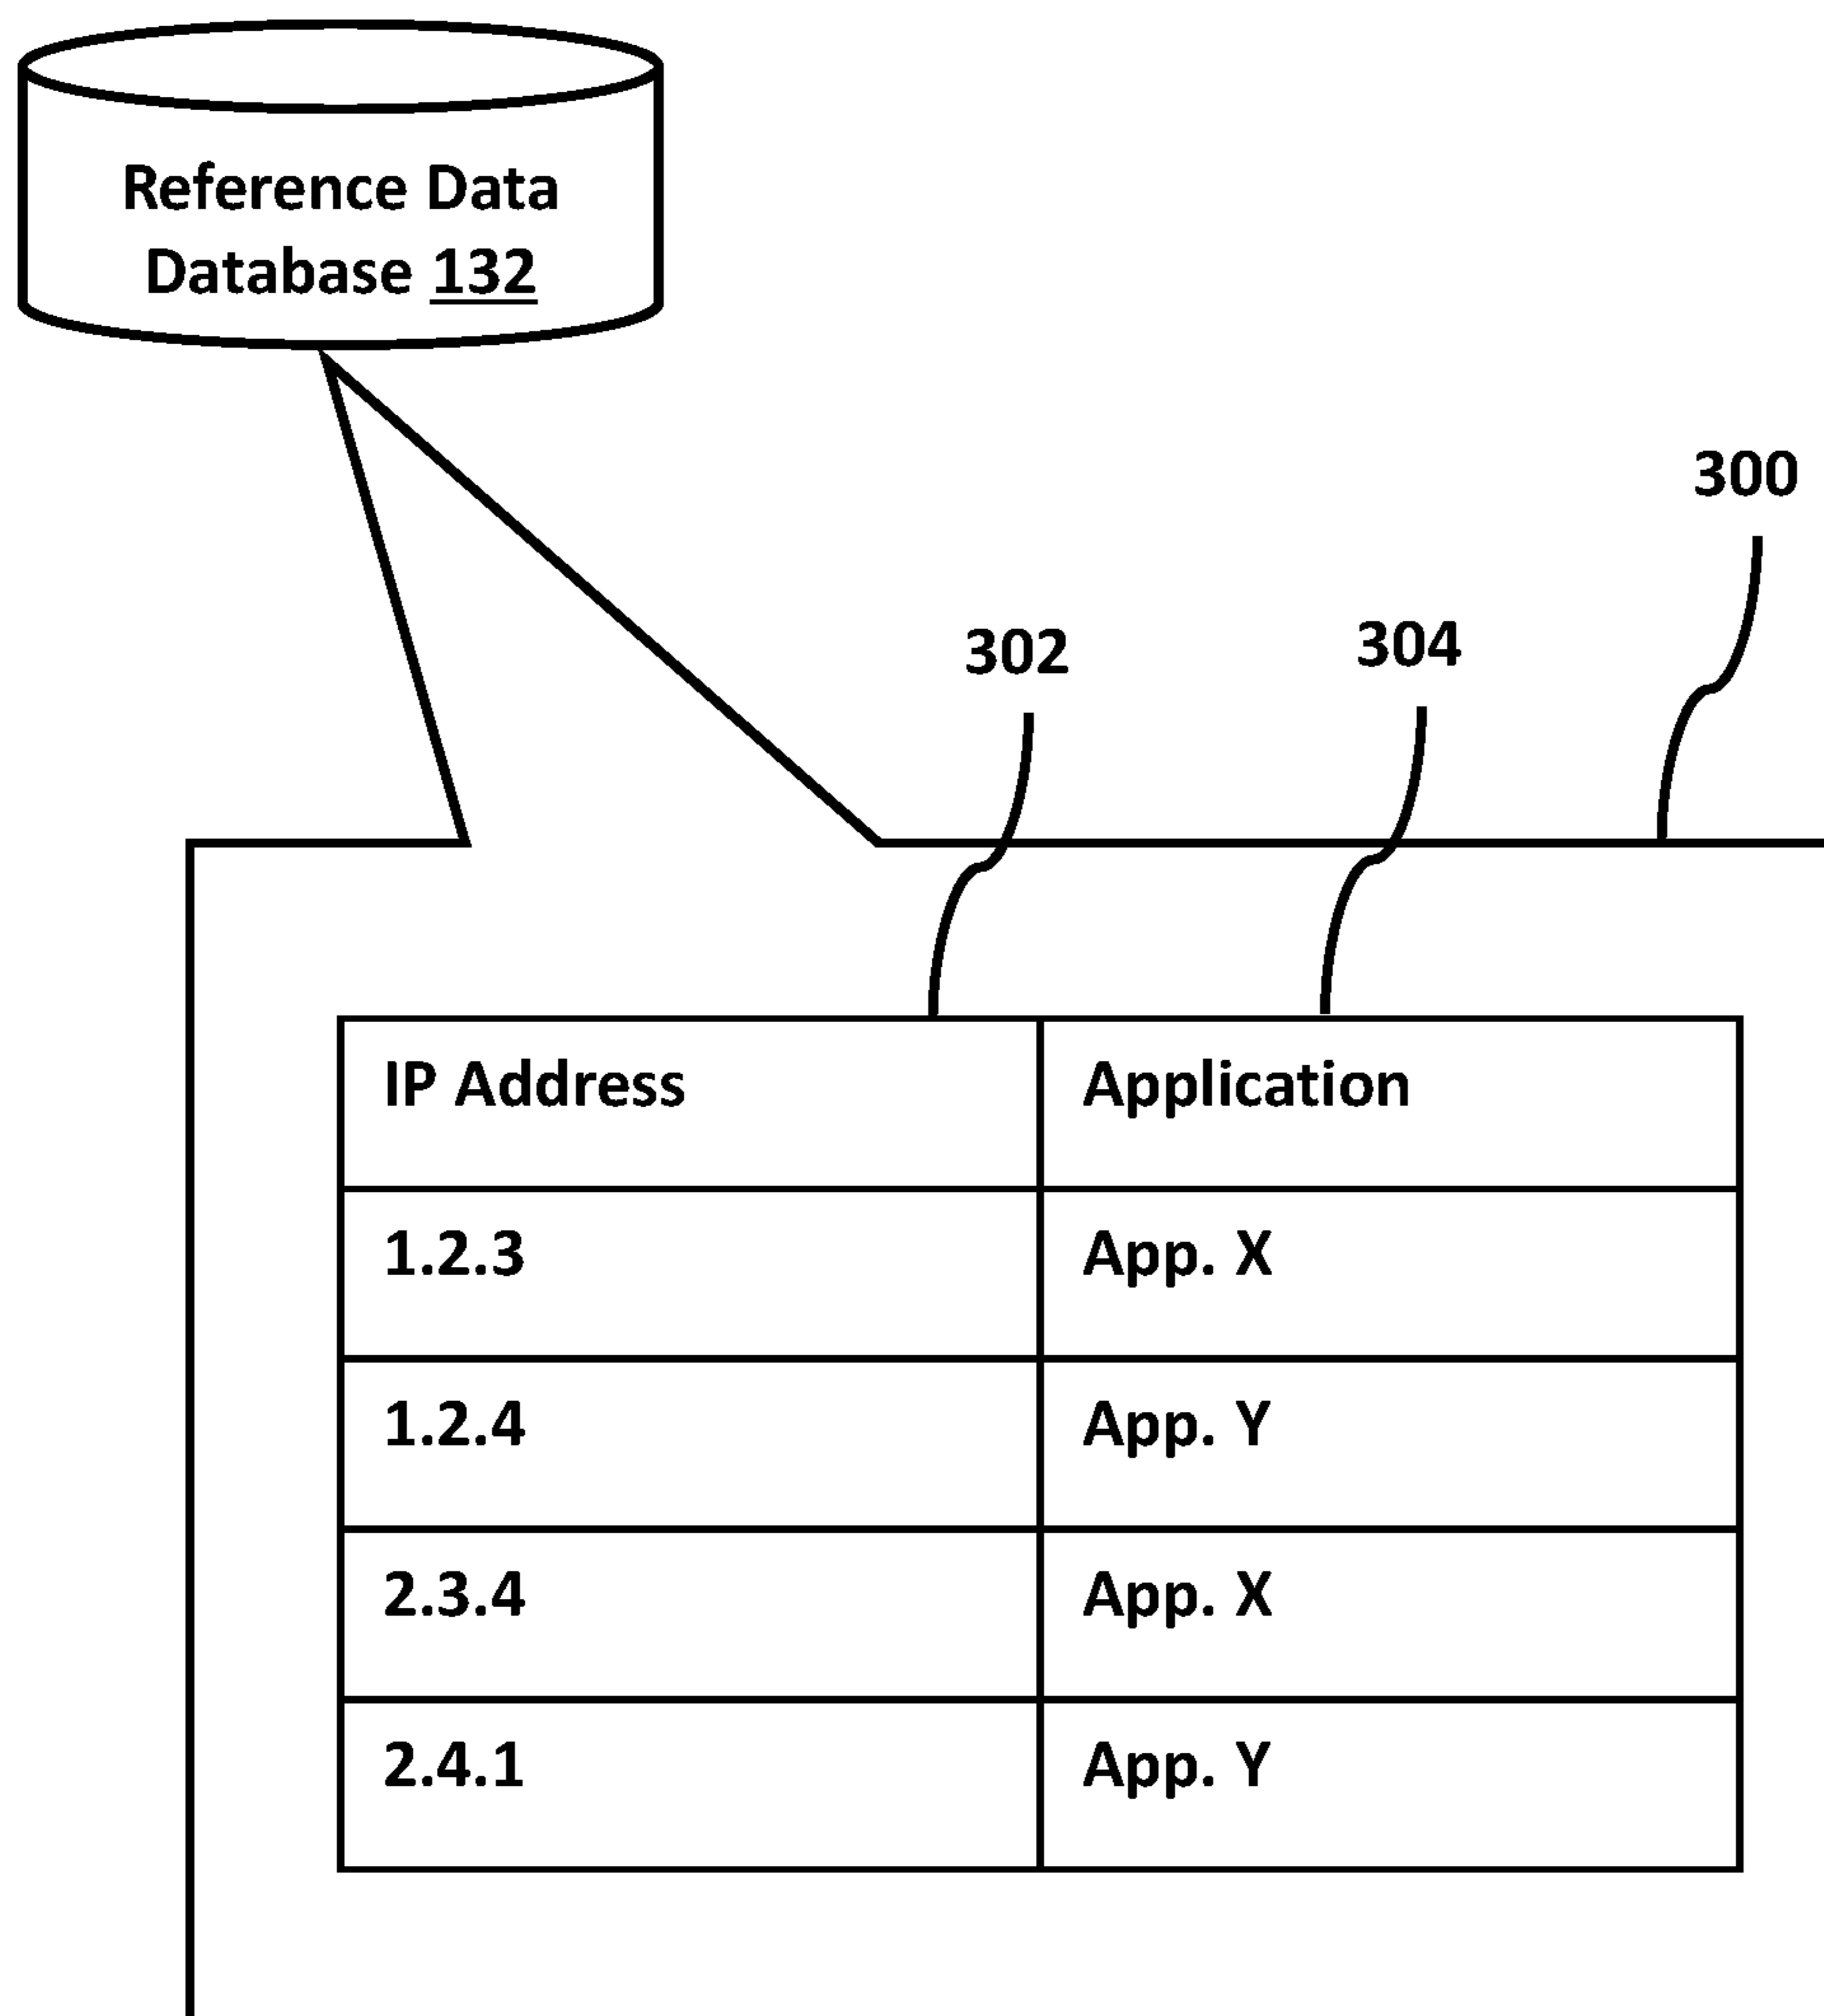 Reference Data
Database 132
300
302
304
IP Address
Application
1.2.3
App. X
1.2.4
App. Y
2.3.4
App. X
2.4.1
App. Y